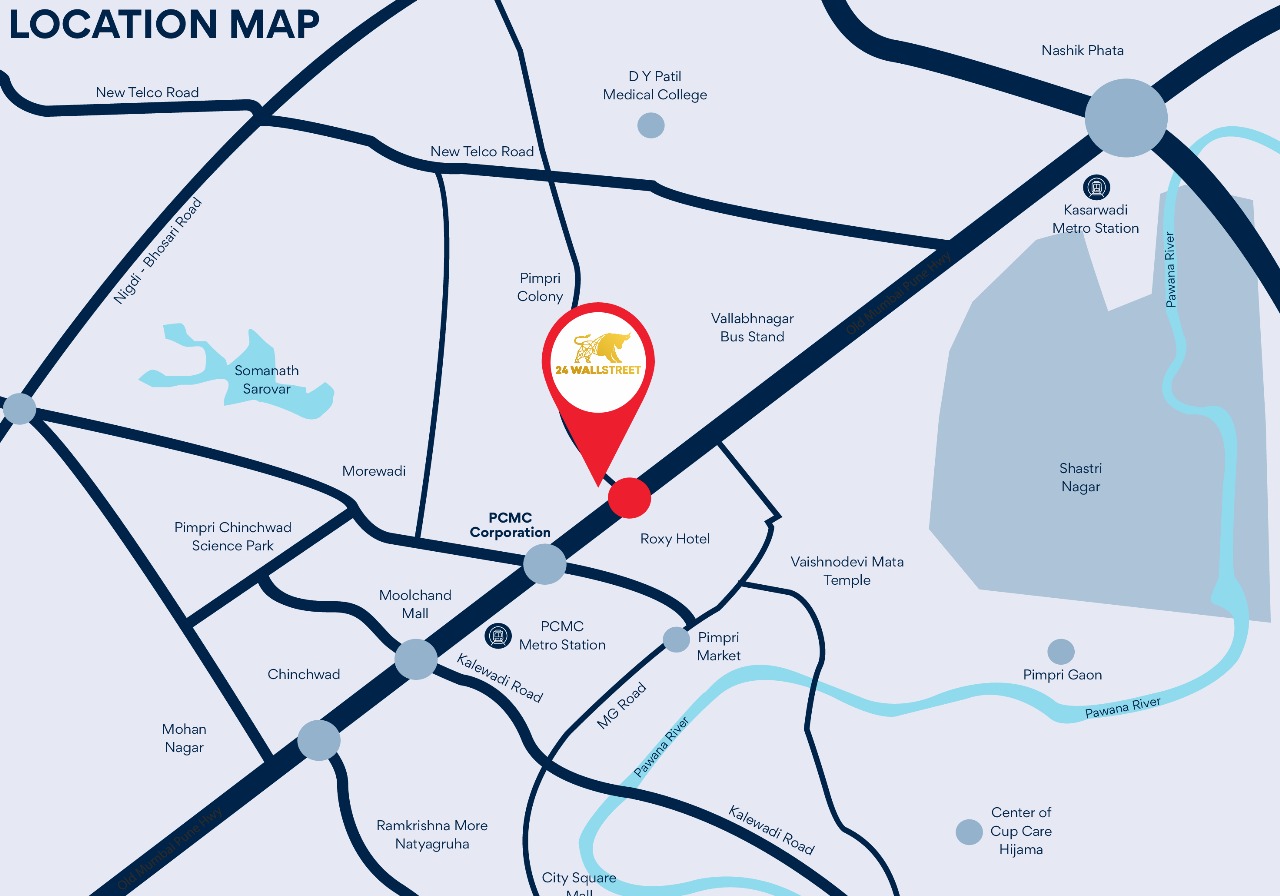 LOCATION MAP
Nashik Phata
D Y Patil
Medical College
New Telco Road
New Telco Road
Kasarwadi
Metro Station
Nigdi - Bhosari Road
Pawana River
Pimpri
Colony
Old Mumbai Pune Hwy
Vallabhnagar
Bus Stand
24 WALLSTREET
Somanath
Sarovar
Morewadi
Shastri
Nagar
PCMC
Corporation
Pimpri Chinchwad
Science Park
Roxy Hotel
Vaishnodevi Mata
Temple
Moolchand
Mall
PCMC
Metro Station
Pimpri
Market
Chinchwad
Kalewadi Road
Pimpri Gaon
MG Road
Pawana River
Mohan
Nagar
Pawana River
Old Mumbai Pune Hwy
Ramkrishna More
Natyagruha
Kalewadi Road
Center of
Cup Care
Hijama
City Square
Mall